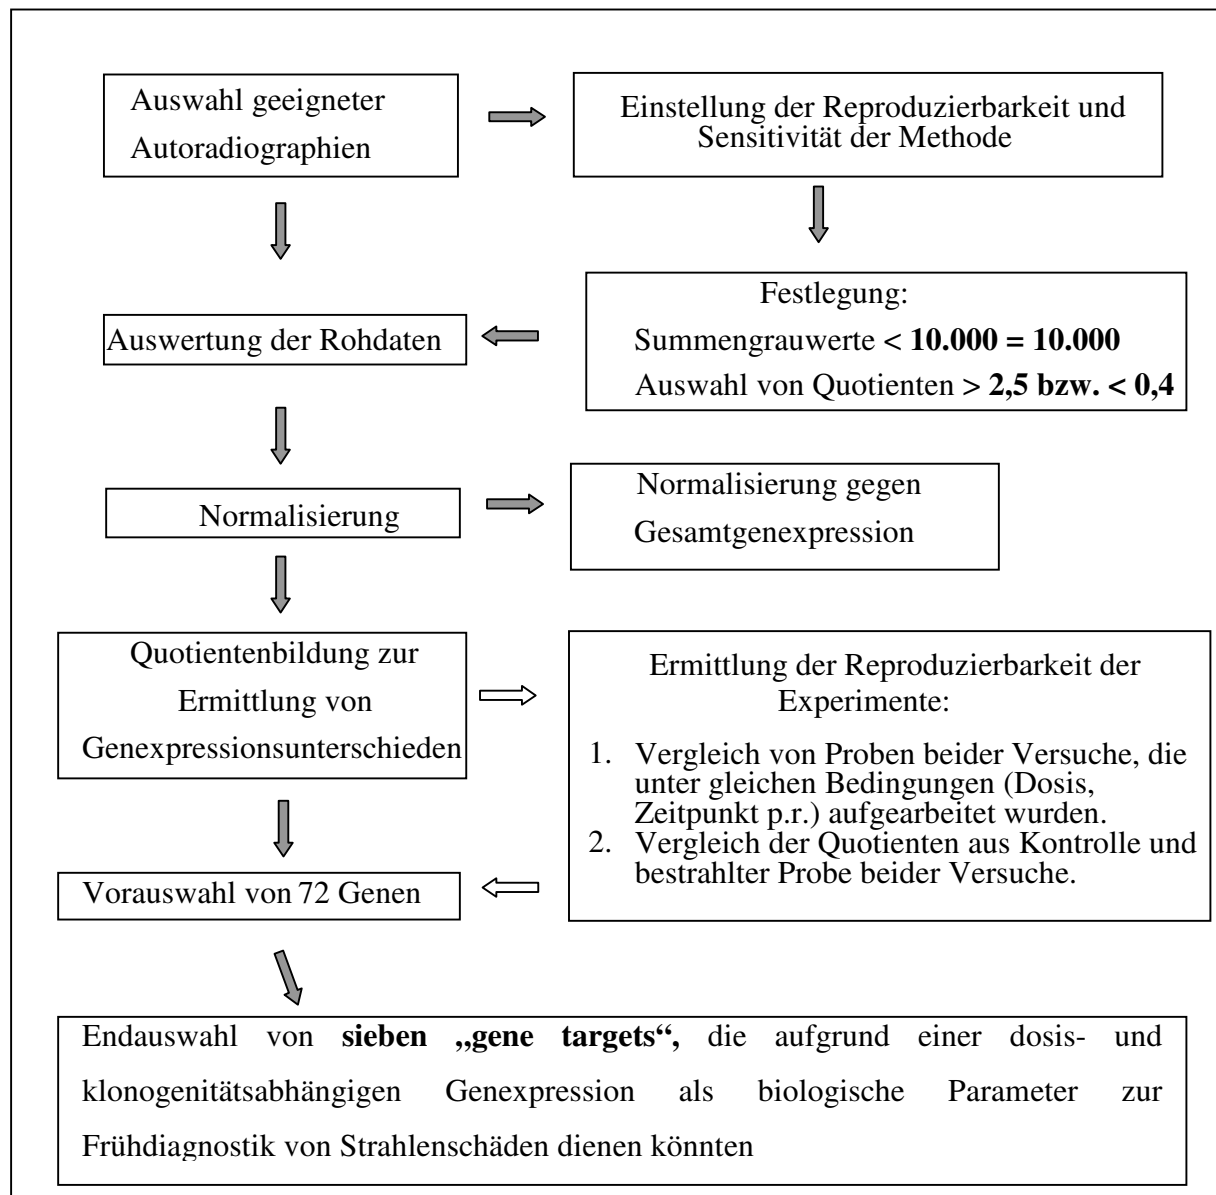 Auswahl geeigneter
Autoradiographien
Einstellung der Reproduzierbarkeit und
Sensitivität der Methode
Festlegung:
Summengrauwerte < 10.000 = 10.000
Auswahl von Quotienten > 2,5 bzw. < 0,4
Auswertung der Rohdaten
Normalisierung
Normalisierung gegen
Gesamtgenexpression
Quotientenbildung zur
Ermittlung von
Genexpressionsunterschieden
Ermittlung der Reproduzierbarkeit der
Experimente:
1. Vergleich von Proben beider Versuche, die
unter gleichen Bedingungen (Dosis,
Zeitpunkt p.r.) aufgearbeitet wurden.
2. Vergleich der Quotienten aus Kontrolle und
bestrahlter Probe beider Versuche.
Vorauswahl von 72 Genen
Endauswahl von sieben „gene targets“, die aufgrund einer dosis- und
klonogenitätsabhängigen Genexpression als biologische Parameter zur
Frühdiagnostik von Strahlenschäden dienen könnten